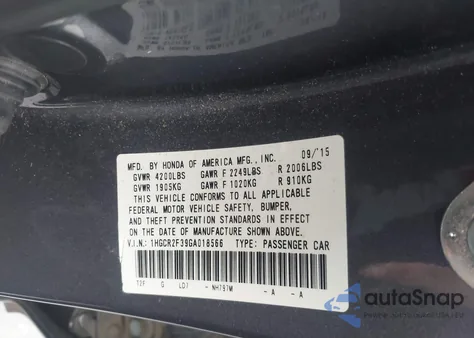 MFD. BY HONDA OF AMERICA MFG., INC. 09/'15
GVWR 4200LBS GAWR F 2249LBS R 2006LBS
GVWR 1905KG GAWR F 1020KG R 910KG
THIS VEHICLE CONFORMS TO ALL APPLICABLE
FEDERAL MOTOR VEHICLE SAFETY, BUMPER,
AND THEFT PREVENTION STANDARDS IN EFFECT
ON THE DATE OF MANUFACTURE SHOWN ABOVE.
V.I.N.: 1HGCR2F39GA018566 TYPE: PASSENGER CAR
G NH797M -A -A
autoSnap